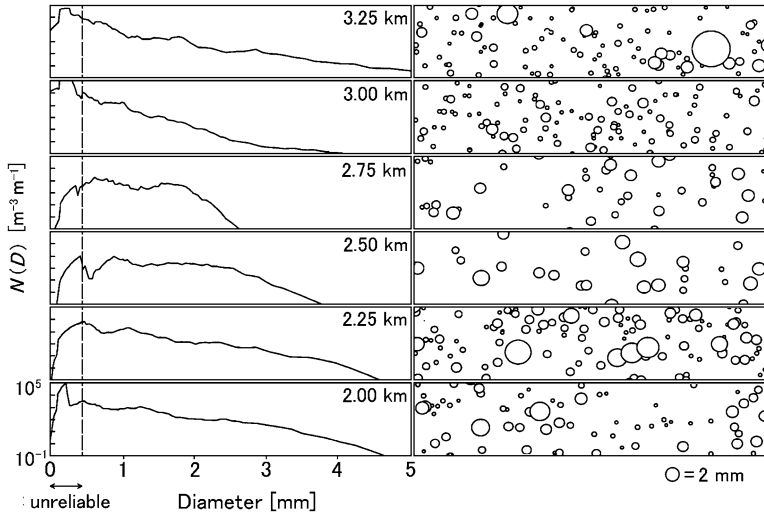 3.25 km
3.00 km
2.75 km
2.50 km
2.25 km
2.00 km
N(D) [m⁻³ m⁻¹]
10⁵
10⁻¹
0 1 2 3 4 5
unreliable
Diameter [mm]
=2 mm